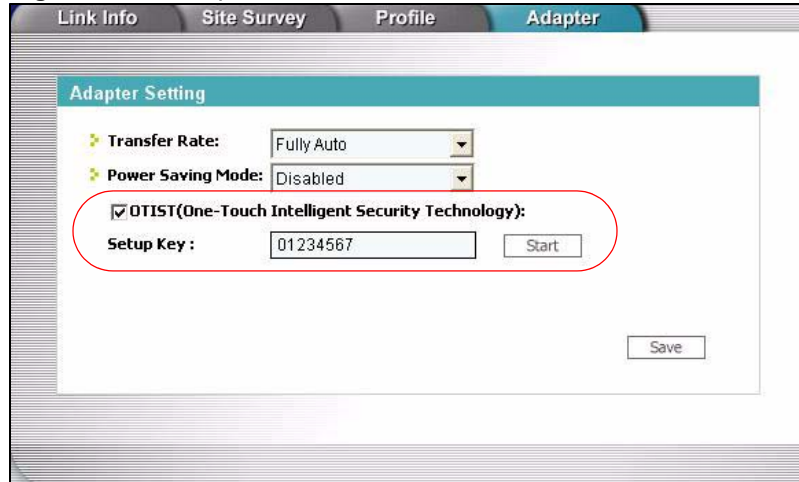 Link Info Site Survey Profile Adapter
Adapter Setting
Transfer Rate: Fully Auto
Power Saving Mode: Disabled
OTIST(One-Touch Intelligent Security Technology):
Setup Key : 01234567 Start
Save